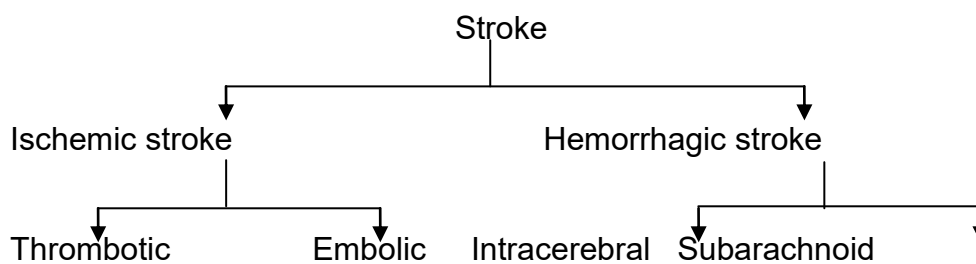 Stroke
Ischemic stroke Hemorrhagic stroke
Thrombotic Embolic Intracerebral Subarachnoid